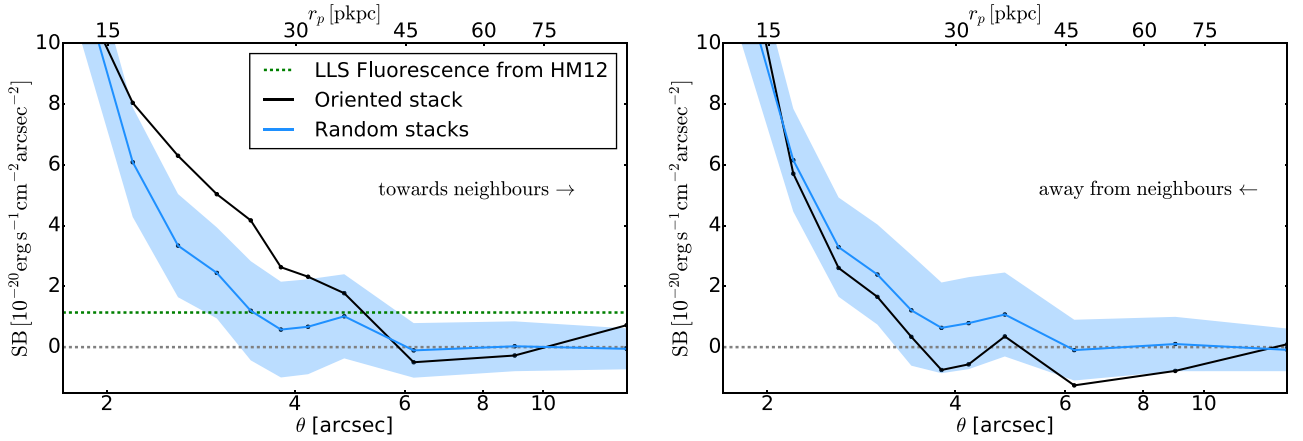 r_p [pkpc]
15 30 45 60 75
10
8
6
4
2
0
SB [10^{-20} erg s^{-1} cm^{-2} arcsec^{-2}]
LLS Fluorescence from HM12
Oriented stack
Random stacks
towards neighbours →
2 4 6 8 10
θ [arcsec]
r_p [pkpc]
15 30 45 60 75
10
8
6
4
2
0
SB [10^{-20} erg s^{-1} cm^{-2} arcsec^{-2}]
away from neighbours ←
2 4 6 8 10
θ [arcsec]